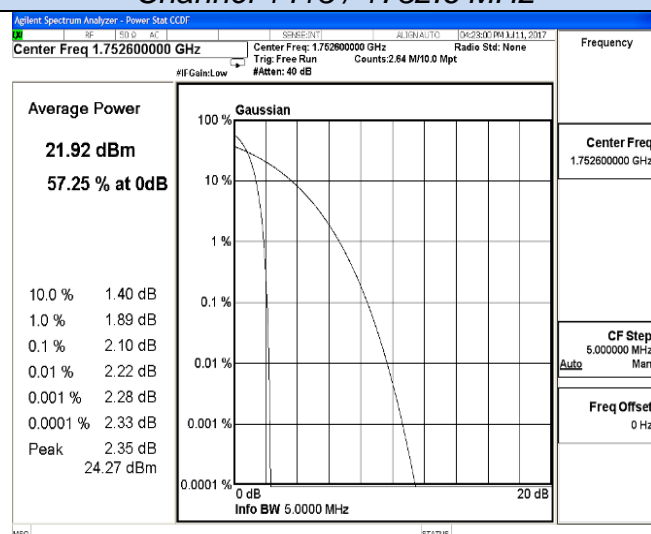 Agilent Spectrum Analyzer - Power Stat CCDF
RF 50 Ω AC SENSE:INT ALIGN AUTO 04:23:00 PM Jul 11, 2017
Center Freq 1.752600000 GHz
Center Freq: 1.752600000 GHz Radio Std: None
Trig: Free Run Counts:2.64 M/10.0 Mpt
#IFGain:Low #Atten: 40 dB
Frequency
Average Power
21.92 dBm
57.25 % at 0dB
10.0 % 1.40 dB
1.0 % 1.89 dB
0.1 % 2.10 dB
0.01 % 2.22 dB
0.001 % 2.28 dB
0.0001 % 2.33 dB
Peak 2.35 dB
24.27 dBm
Gaussian
100 %
10 %
1 %
0.1 %
0.01 %
0.001 %
0.0001 %
0 dB 20 dB
Info BW 5.0000 MHz
Center Freq
1.752600000 GHz
CF Step
5.000000 MHz
Auto Man
Freq Offset
0 Hz
MSG STATUS